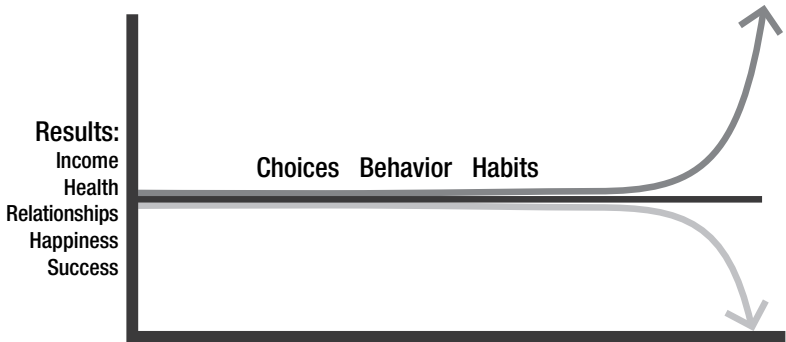 Results:
Income
Health
Relationships
Happiness
Success
Choices Behavior Habits